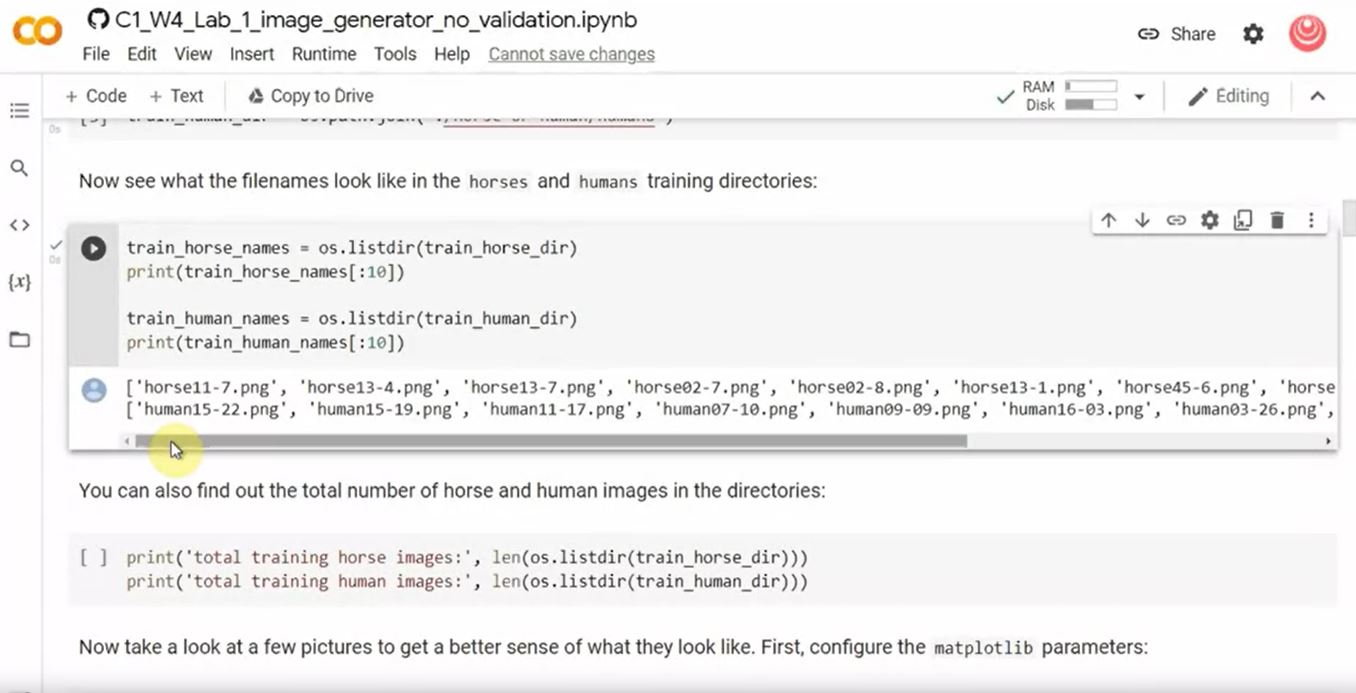 C1_W4_Lab_1_image_generator_no_validation.ipynb
File Edit View Insert Runtime Tools Help Cannot save changes
Share
+ Code + Text Copy to Drive
RAM
Disk
Editing
Now see what the filenames look like in the horses and humans training directories:
0s
train_horse_names = os.listdir(train_horse_dir)
print(train_horse_names[:10])
train_human_names = os.listdir(train_human_dir)
print(train_human_names[:10])
['horse11-7.png', 'horse13-4.png', 'horse13-7.png', 'horse02-7.png', 'horse02-8.png', 'horse13-1.png', 'horse45-6.png', 'horse
['human15-22.png', 'human15-19.png', 'human11-17.png', 'human07-10.png', 'human09-09.png', 'human16-03.png', 'human03-26.png',
You can also find out the total number of horse and human images in the directories:
[ ] print('total training horse images:', len(os.listdir(train_horse_dir)))
print('total training human images:', len(os.listdir(train_human_dir)))
Now take a look at a few pictures to get a better sense of what they look like. First, configure the matplotlib parameters: